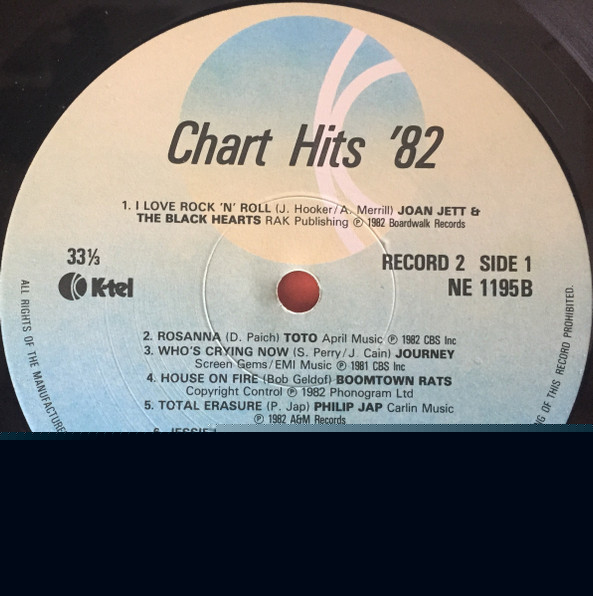 Chart Hits '82
1. I LOVE ROCK 'N' ROLL (J. Hooker/A. Merrill) JOAN JETT &
THE BLACK HEARTS RAK Publishing ℗ 1982 Boardwalk Records
33⅓
K-tel
RECORD 2 SIDE 1
NE 1195B
2. ROSANNA (D. Paich) TOTO April Music ℗ 1982 CBS Inc
3. WHO'S CRYING NOW (S. Perry/J. Cain) JOURNEY
Screen Gems/EMI Music ℗ 1981 CBS Inc
4. HOUSE ON FIRE (Bob Geldof) BOOMTOWN RATS
Copyright Control ℗ 1982 Phonogram Ltd
5. TOTAL ERASURE (P. Jap) PHILIP JAP Carlin Music
℗ 1982 A&M Records
ALL RIGHTS OF THE MANUFACTURE
NG OF THIS RECORD PROHIBITED.